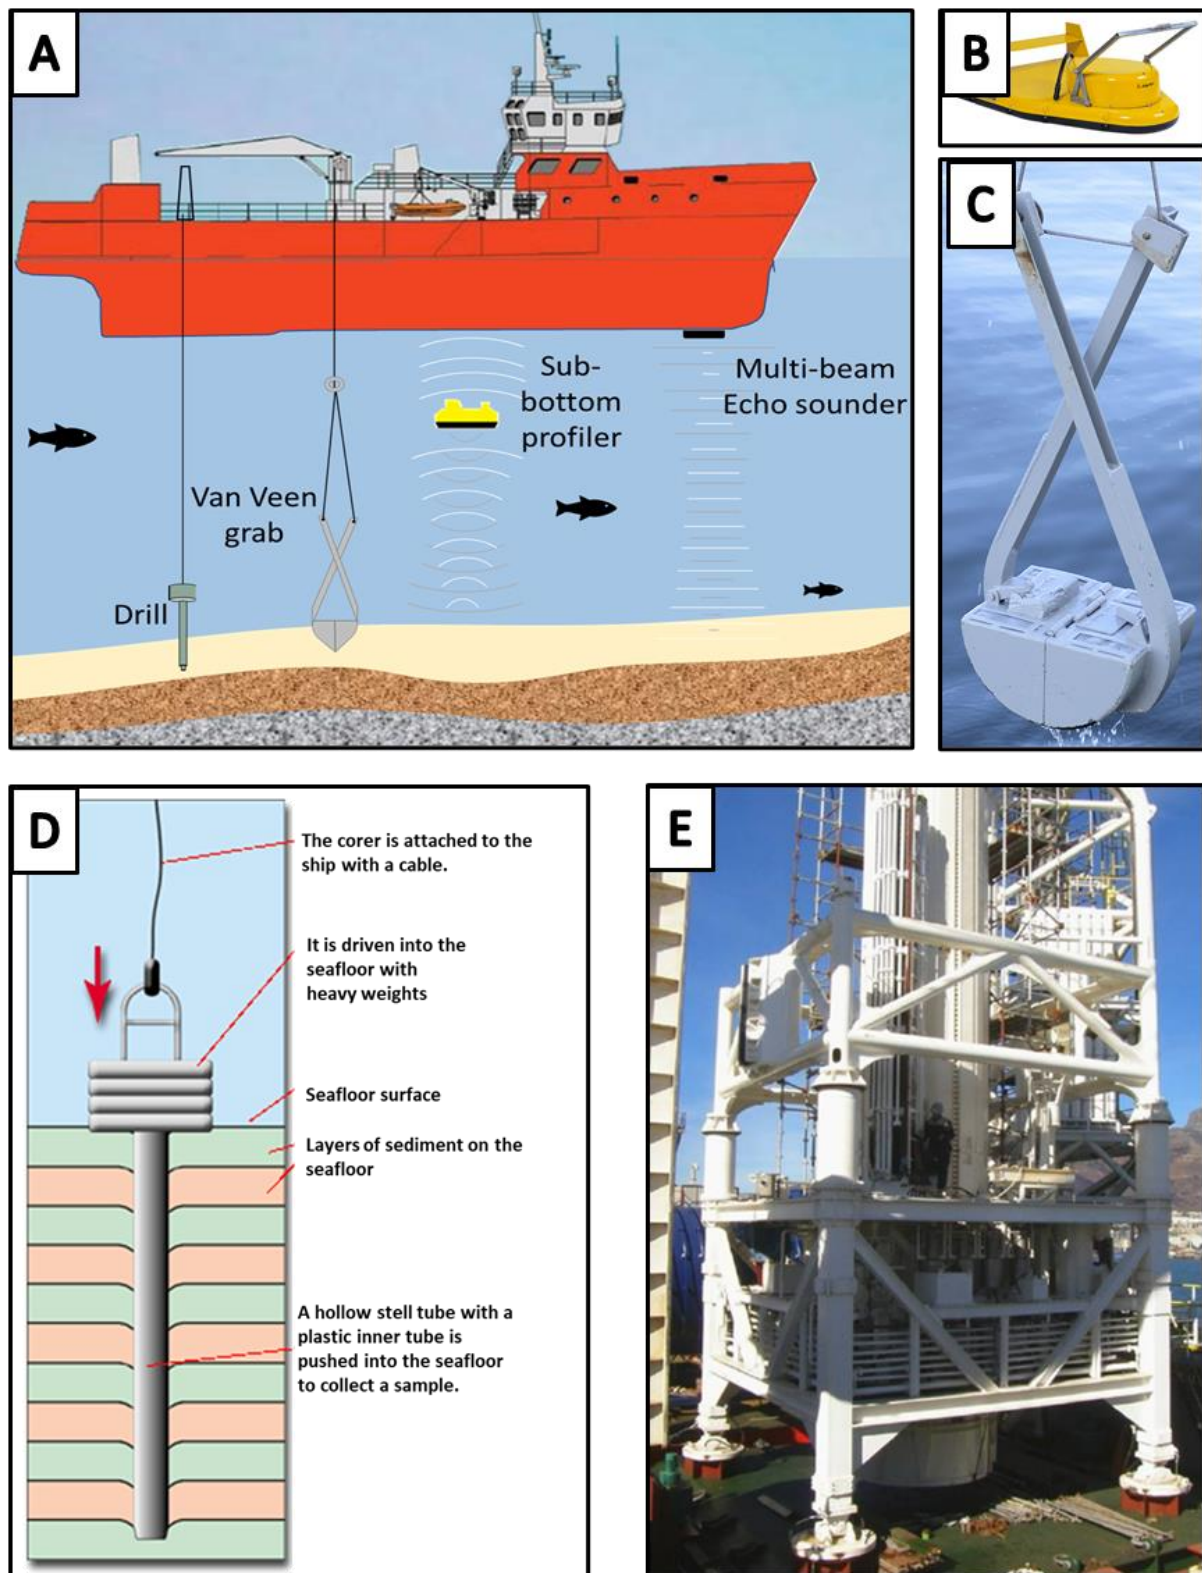 A
B
C
Sub-
bottom
profiler
Multi-beam
Echo sounder
Van Veen
grab
Drill
D
E
The corer is attached to the
ship with a cable.
It is driven into the
seafloor with
heavy weights
Seafloor surface
Layers of sediment on the
seafloor
A hollow stell tube with a
plastic inner tube is
pushed into the seafloor
to collect a sample.